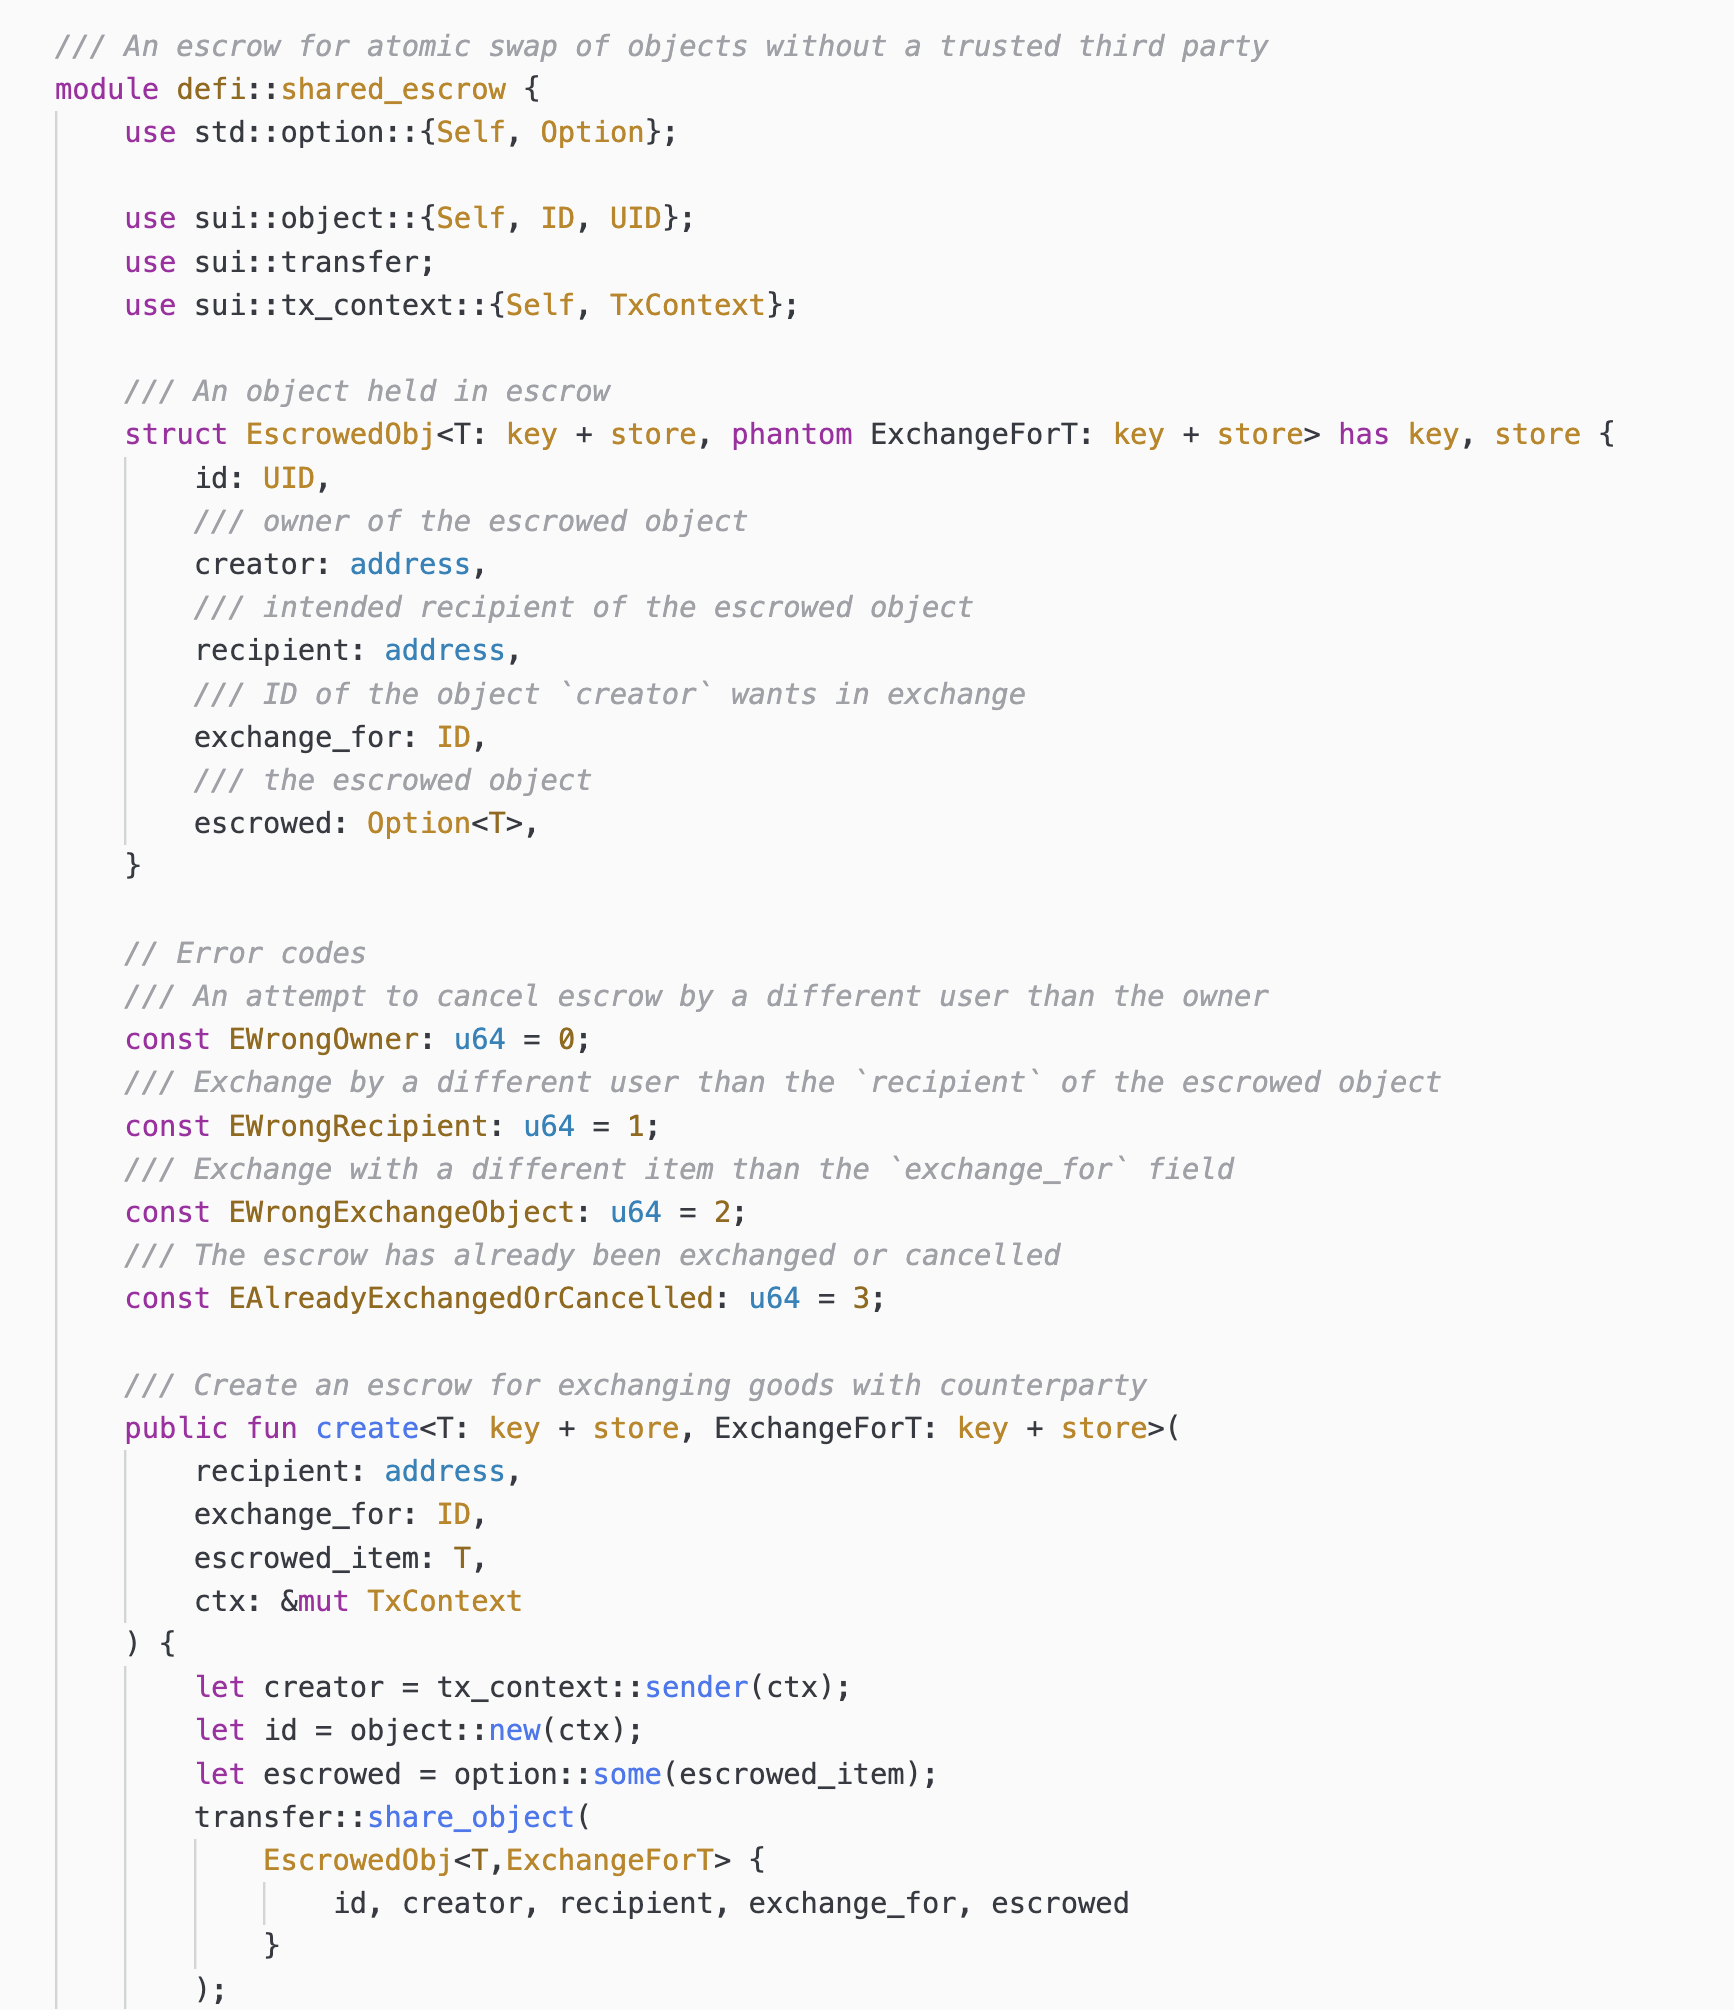 /// An escrow for atomic swap of objects without a trusted third party
module defi::shared_escrow {
    use std::option::{Self, Option};

    use sui::object::{Self, ID, UID};
    use sui::transfer;
    use sui::tx_context::{Self, TxContext};

    /// An object held in escrow
    struct EscrowedObj<T: key + store, phantom ExchangeForT: key + store> has key, store {
        id: UID,
        /// owner of the escrowed object
        creator: address,
        /// intended recipient of the escrowed object
        recipient: address,
        /// ID of the object `creator` wants in exchange
        exchange_for: ID,
        /// the escrowed object
        escrowed: Option<T>,
    }

    // Error codes
    /// An attempt to cancel escrow by a different user than the owner
    const EWrongOwner: u64 = 0;
    /// Exchange by a different user than the `recipient` of the escrowed object
    const EWrongRecipient: u64 = 1;
    /// Exchange with a different item than the `exchange_for` field
    const EWrongExchangeObject: u64 = 2;
    /// The escrow has already been exchanged or cancelled
    const EAlreadyExchangedOrCancelled: u64 = 3;

    /// Create an escrow for exchanging goods with counterparty
    public fun create<T: key + store, ExchangeForT: key + store>(
        recipient: address,
        exchange_for: ID,
        escrowed_item: T,
        ctx: &mut TxContext
    ) {
        let creator = tx_context::sender(ctx);
        let id = object::new(ctx);
        let escrowed = option::some(escrowed_item);
        transfer::share_object(
            EscrowedObj<T,ExchangeForT> {
                id, creator, recipient, exchange_for, escrowed
            }
        );